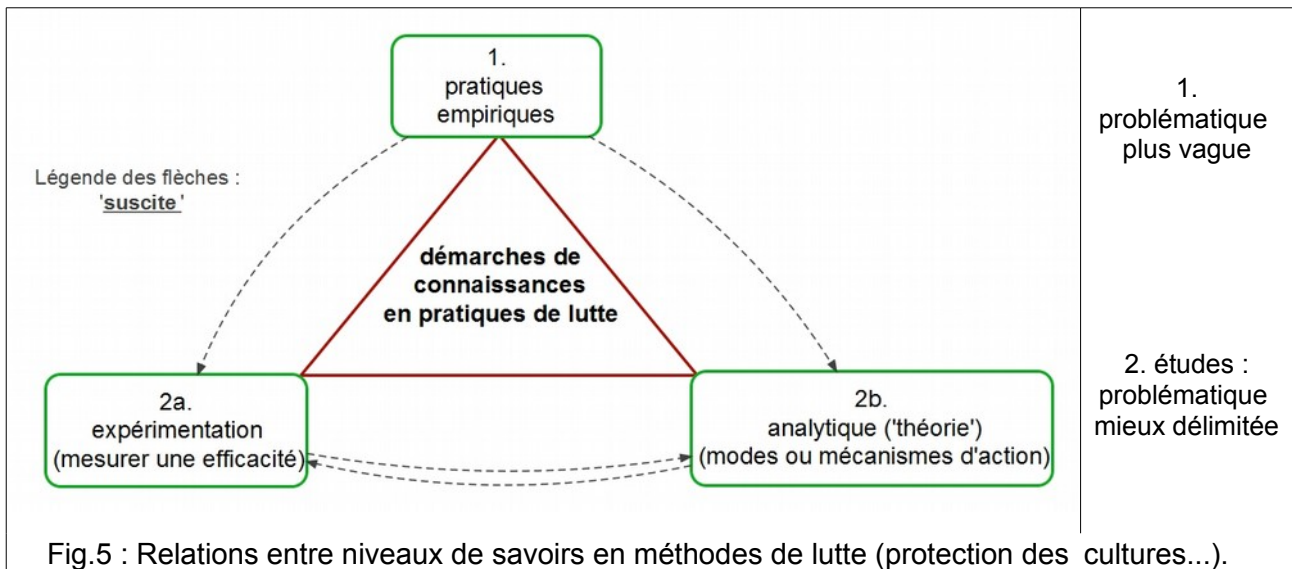 1.
pratiques
empiriques
Légende des flèches :
'suscite'
démarches de
connaissances
en pratiques de lutte
2a.
expérimentation
(mesurer une efficacité)
2b.
analytique ('théorie')
(modes ou mécanismes d'action)
1.
problématique
plus vague
2. études :
problématique
mieux délimitée
Fig.5 : Relations entre niveaux de savoirs en méthodes de lutte (protection des cultures...).